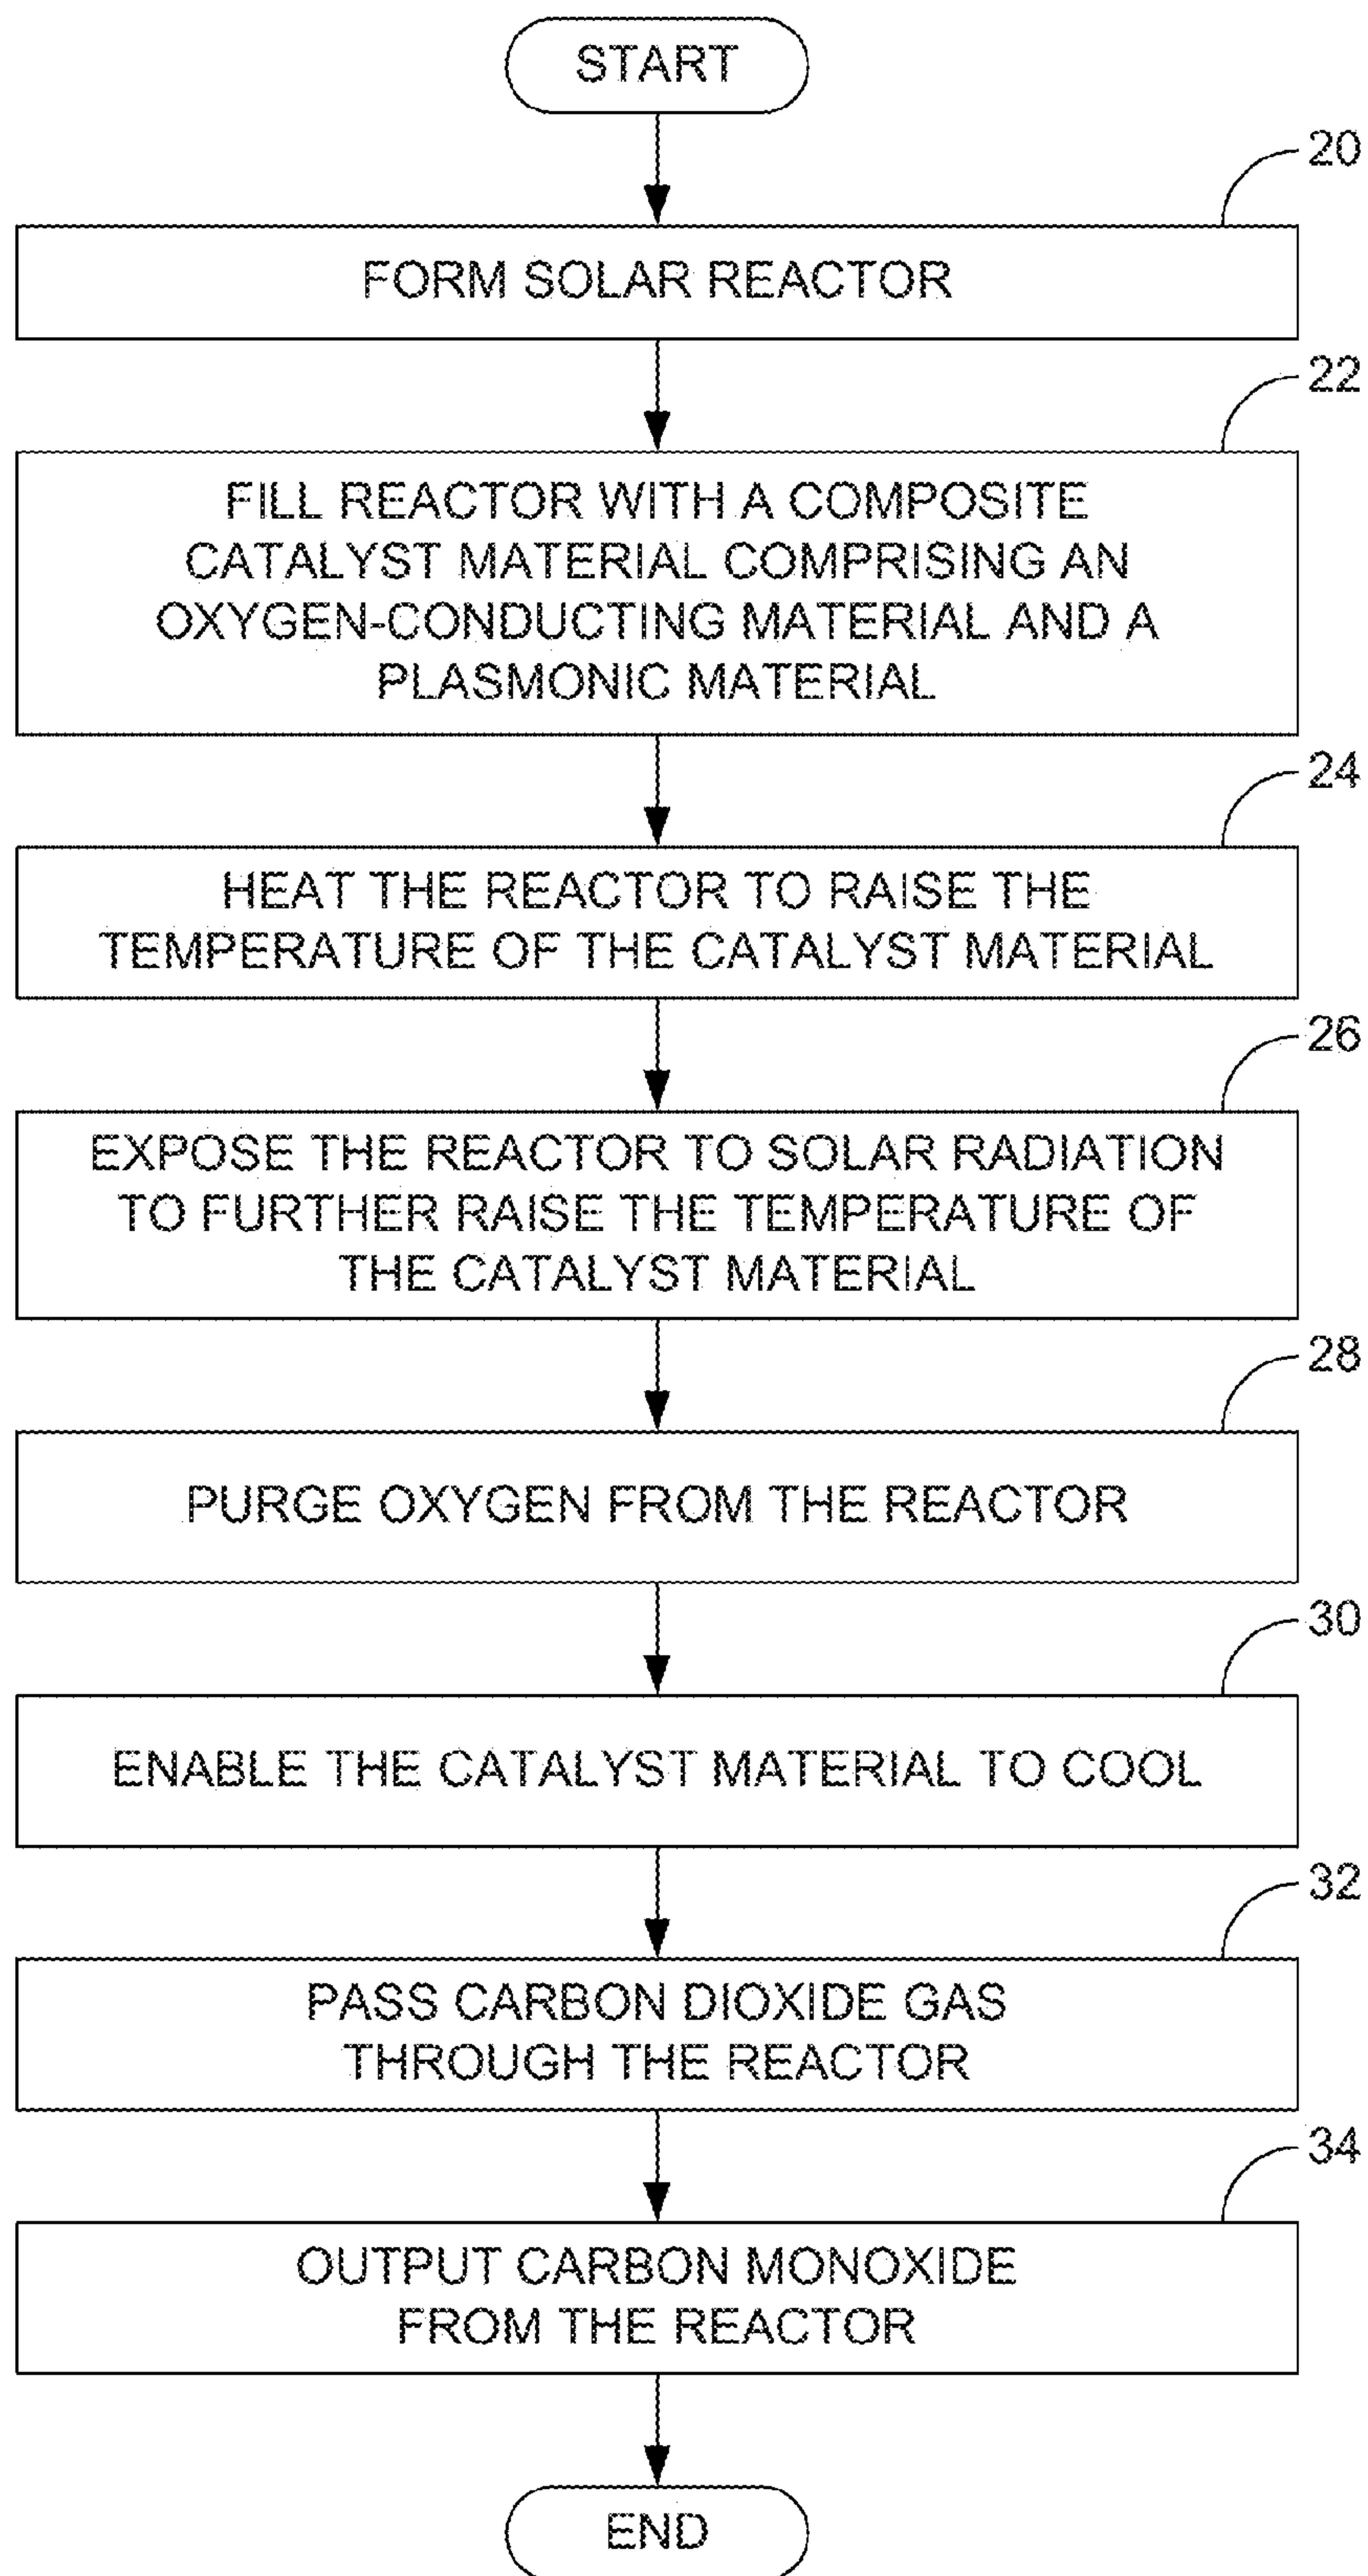 START
20
FORM SOLAR REACTOR
22
FILL REACTOR WITH A COMPOSITE
CATALYST MATERIAL COMPRISING AN
OXYGEN-CONDUCTING MATERIAL AND A
PLASMONIC MATERIAL
24
HEAT THE REACTOR TO RAISE THE
TEMPERATURE OF THE CATALYST MATERIAL
26
EXPOSE THE REACTOR TO SOLAR RADIATION
TO FURTHER RAISE THE TEMPERATURE OF
THE CATALYST MATERIAL
28
PURGE OXYGEN FROM THE REACTOR
30
ENABLE THE CATALYST MATERIAL TO COOL
32
PASS CARBON DIOXIDE GAS
THROUGH THE REACTOR
34
OUTPUT CARBON MONOXIDE
FROM THE REACTOR
END